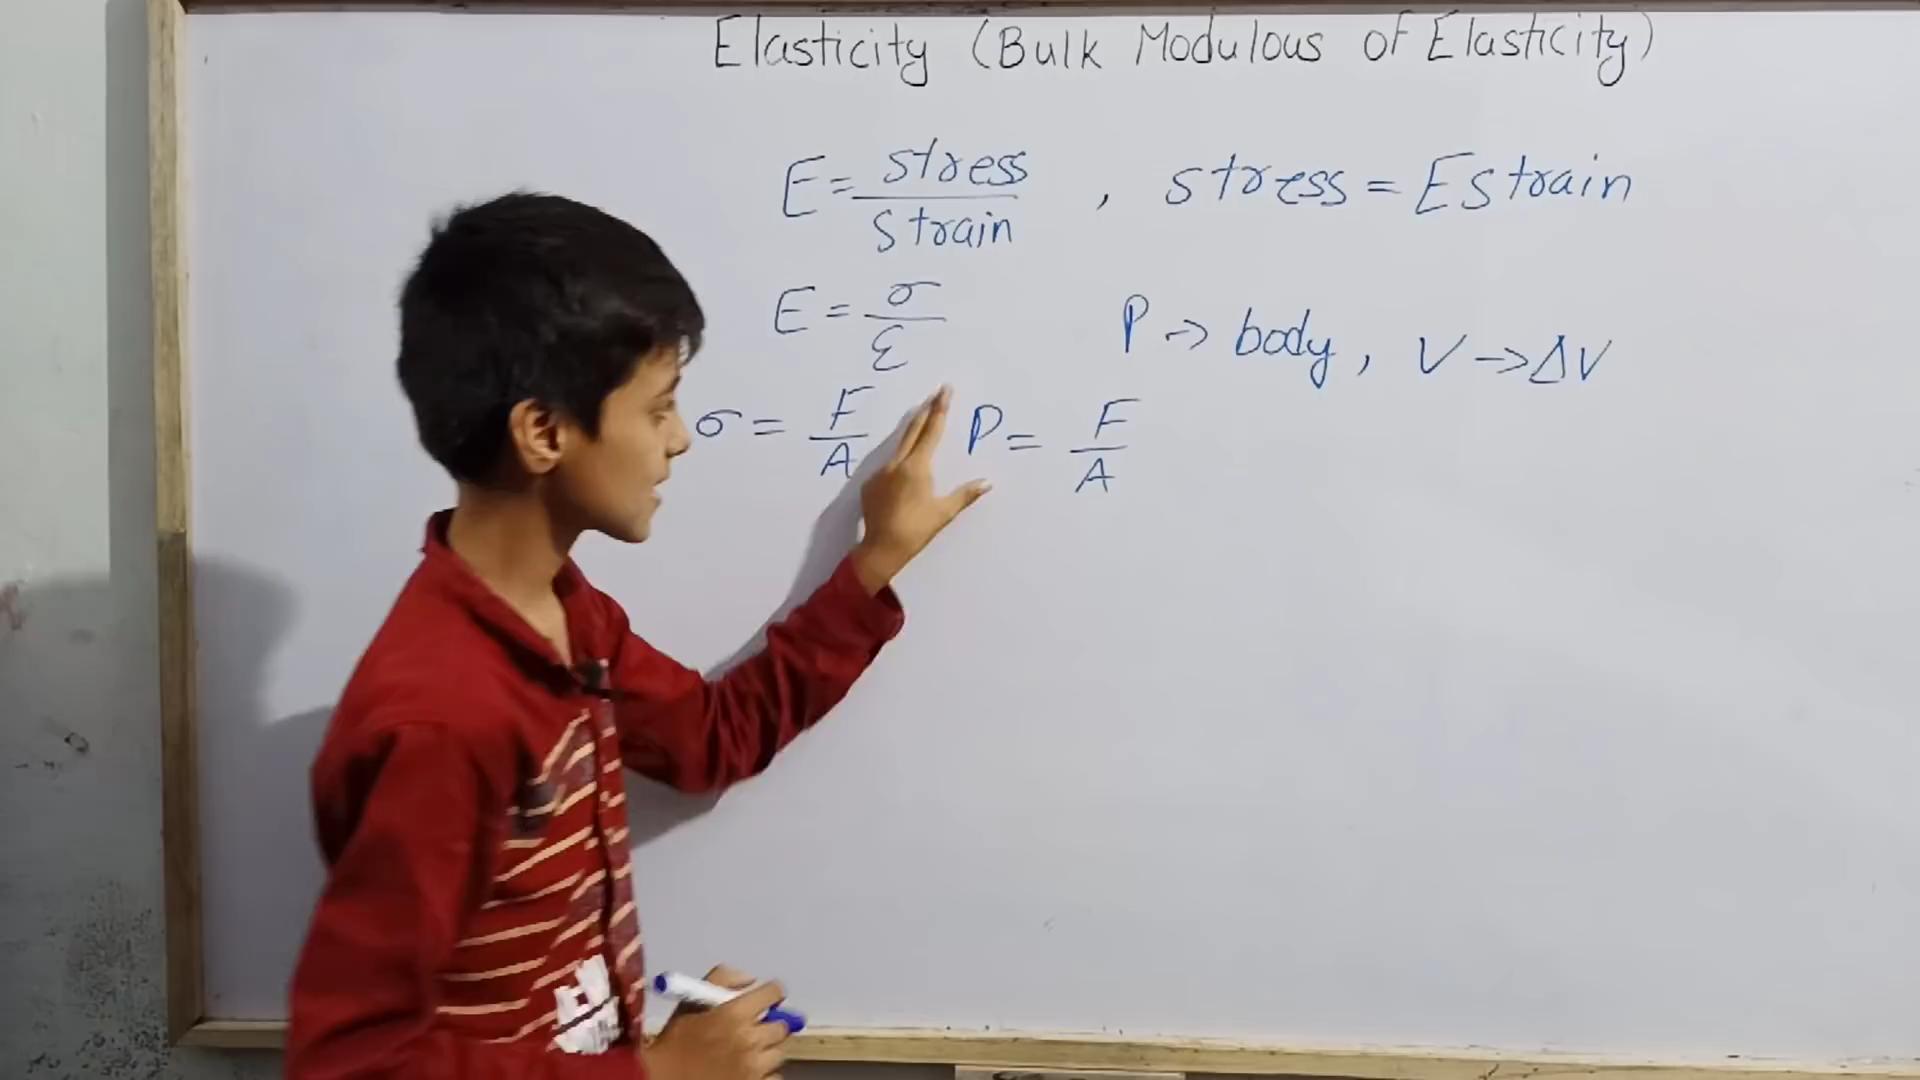 Elasticity (Bulk Modulous of Elasticity)
E = stress / strain , stress = E strain
E = σ / ε
P → body, V → ΔV
σ = F / A P = F / A